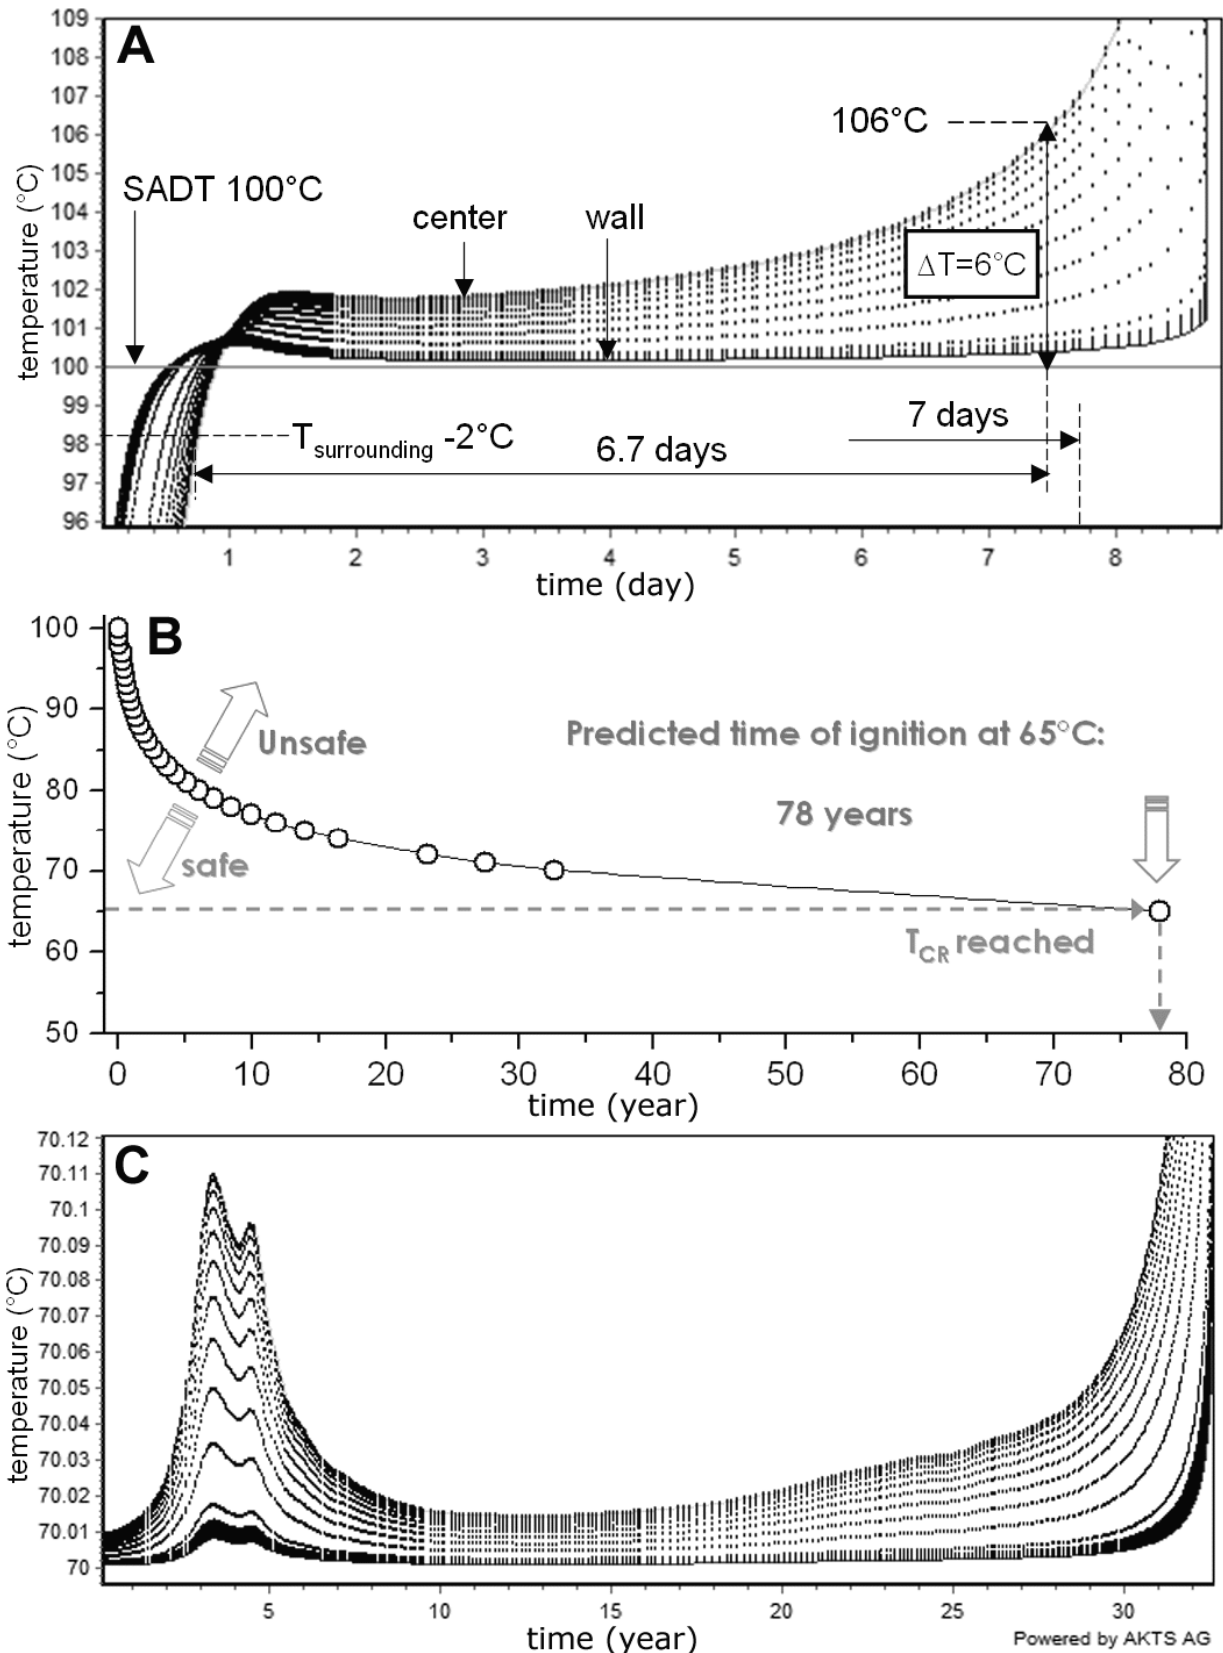 A
109
108
107
106
105
104
103
102
101
100
99
98
97
96
temperature (°C)
SADT 100°C
center
wall
106°C
ΔT=6°C
Tsurrounding -2°C
6.7 days
7 days
1 2 3 4 5 6 7 8
time (day)
B
100
90
80
70
60
50
temperature (°C)
Unsafe
safe
Predicted time of ignition at 65°C:
78 years
TCR reached
0 10 20 30 40 50 60 70 80
time (year)
C
70.12
70.11
70.1
70.09
70.08
70.07
70.06
70.05
70.04
70.03
70.02
70.01
70
temperature (°C)
5 10 15 20 25 30
time (year)
Powered by AKTS AG